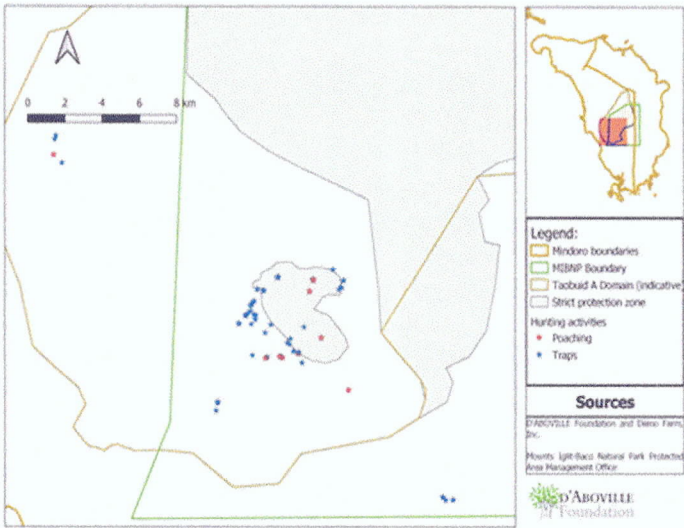 0 2 4 6 8 km
Legend:
Mindoro boundaries
MIBNP Boundary
Taobuid A Domain (indicative)
Strict protection zone
Hunting activities
Poaching
Traps
Sources
D'ABOVILLE Foundation and Demo Farm,
Inc.
Mounts Iglit-Baco National Park Protected
Area Management Office
D'ABOVILLE
Foundation